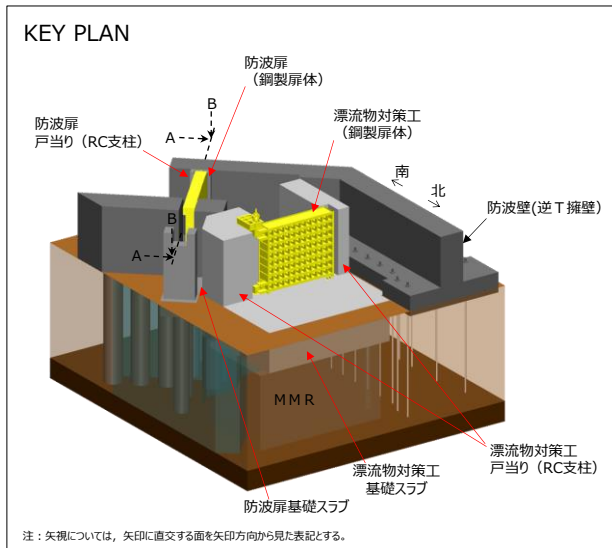 KEY PLAN
防波扉
(鋼製扉体)
B
A
漂流物対策工
(鋼製扉体)
防波扉
戸当り(RC支柱)
南
北
防波壁(逆T擁壁)
B
A
MMR
漂流物対策工
戸当り(RC支柱)
漂流物対策工
基礎スラブ
防波扉基礎スラブ
注:矢視については,矢印に直交する面を矢印方向から見た表記とする。